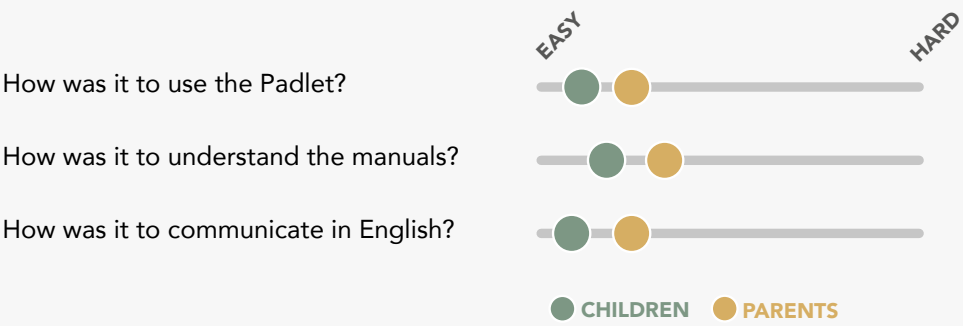 EASY
HARD
How was it to use the Padlet?
How was it to understand the manuals?
How was it to communicate in English?
CHILDREN
PARENTS